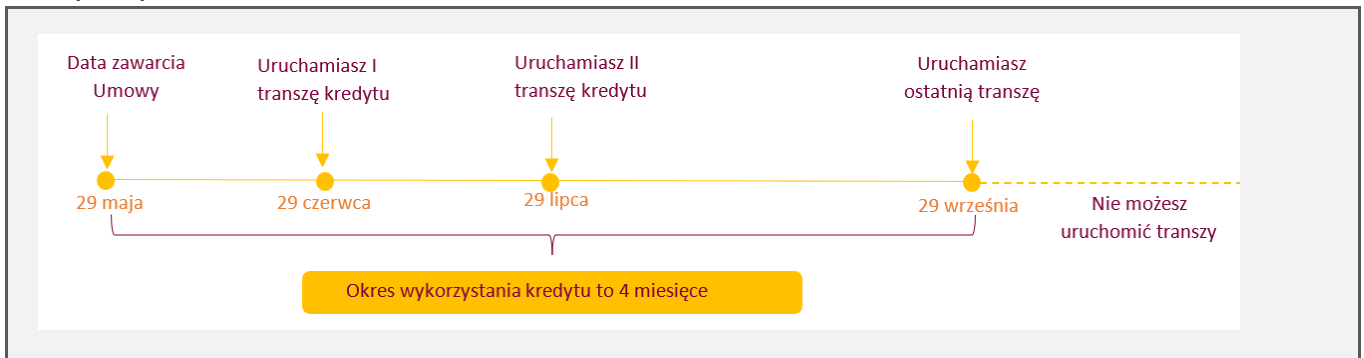 Data zawarcia
Umowy
Uruchamiasz I
transzę kredytu
Uruchamiasz II
transzę kredytu
Uruchamiasz
ostatnią transzę
29 maja
29 czerwca
29 lipca
29 września
Nie możesz
uruchomić transzy
Okres wykorzystania kredytu to 4 miesięce